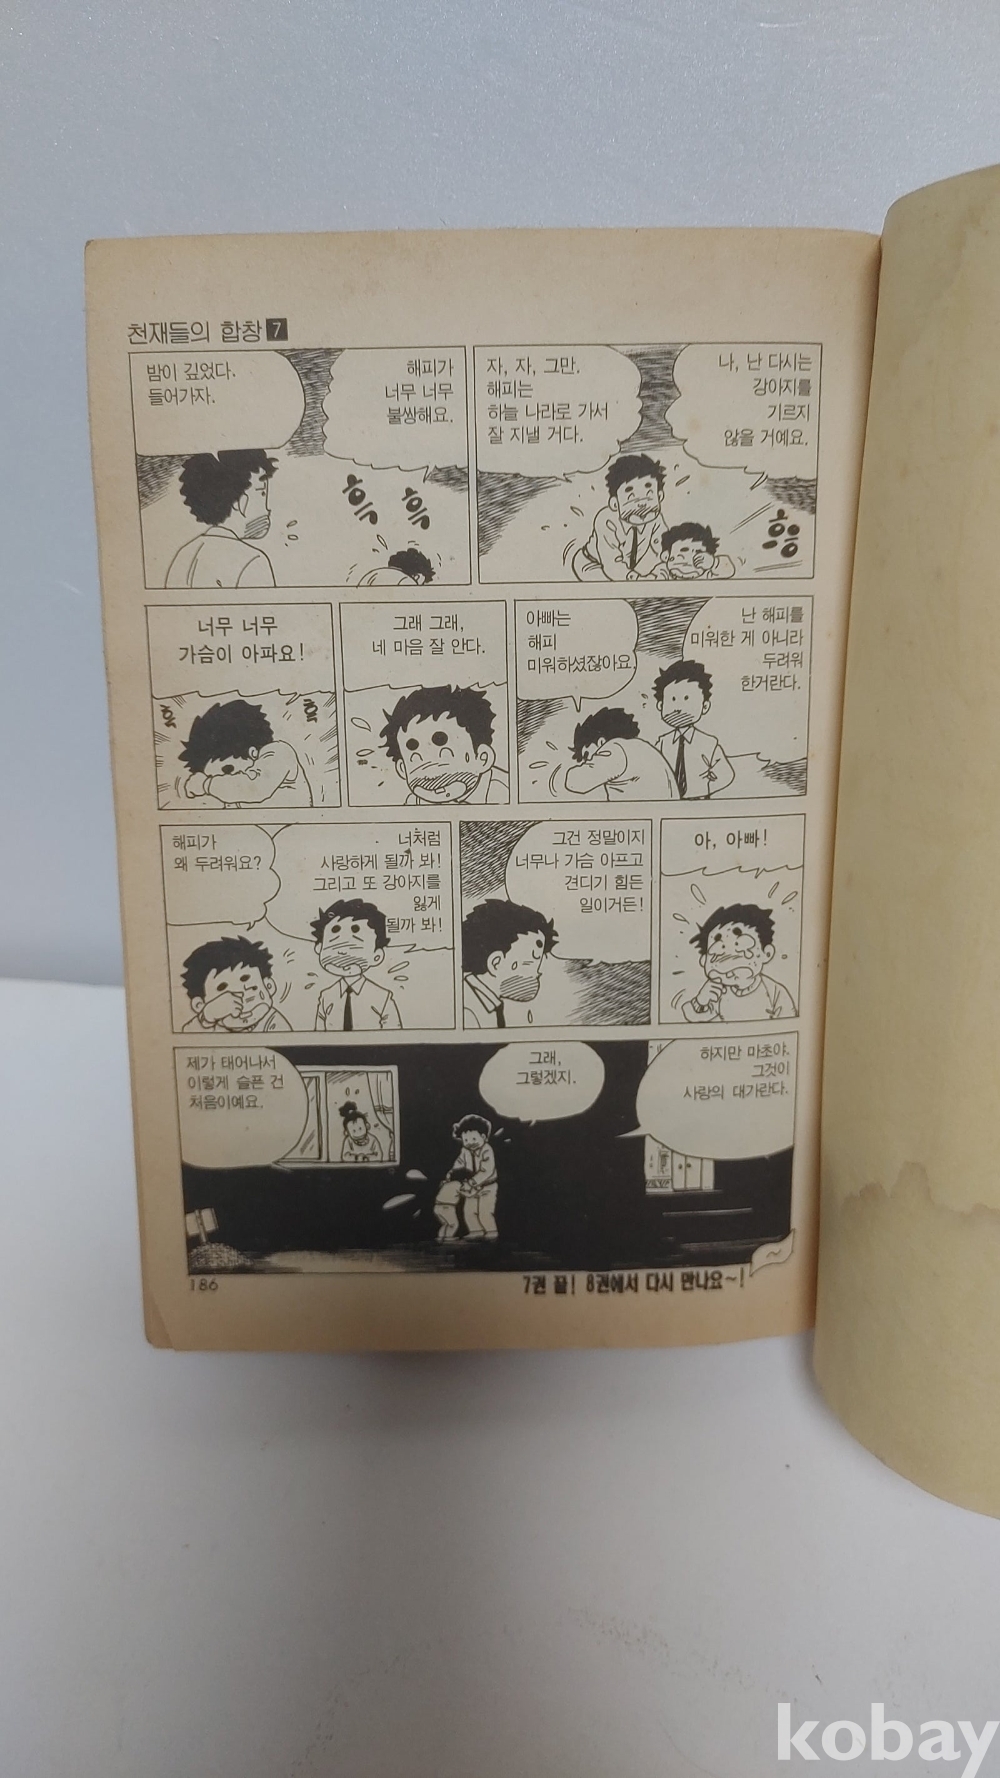 천재들의 합창 7
밤이 깊었다.
들어가자.
해피가
너무 너무
불쌍해요.
흑
흑
자, 자, 그만.
해피는
하늘 나라로 가서
잘 지낼 거다.
나, 난 다시는
강아지를
기르지
않을 거예요.
흐응
너무 너무
가슴이 아파요!
흑
흑
그래 그래,
네 마음 잘 안다.
아빠는
해피
미워하셨잖아요.
난 해피를
미워한 게 아니라
두려워
한거란다.
해피가
왜 두려워요?
너처럼
사랑하게 될까 봐!
그리고 또 강아지를
잃게
될까 봐!
그건 정말이지
너무나 가슴 아프고
견디기 힘든
일이거든!
아, 아빠!
제가 태어나서
이렇게 슬픈 건
처음이예요.
그래,
그렇겠지.
하지만 마초야.
그것이
사랑의 대가란다.
~
186
7권 끝! 8권에서 다시 만나요~!
kobay